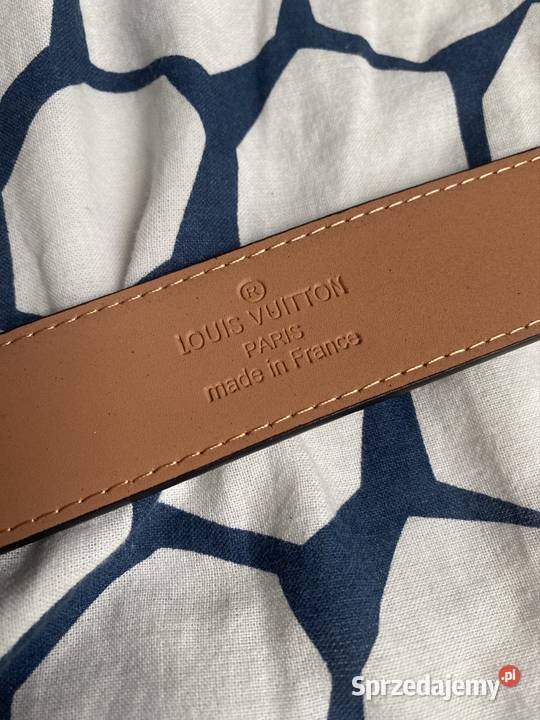 ®
LOUIS VUITTON
PARIS
made in France
Sprzedajemy.pl